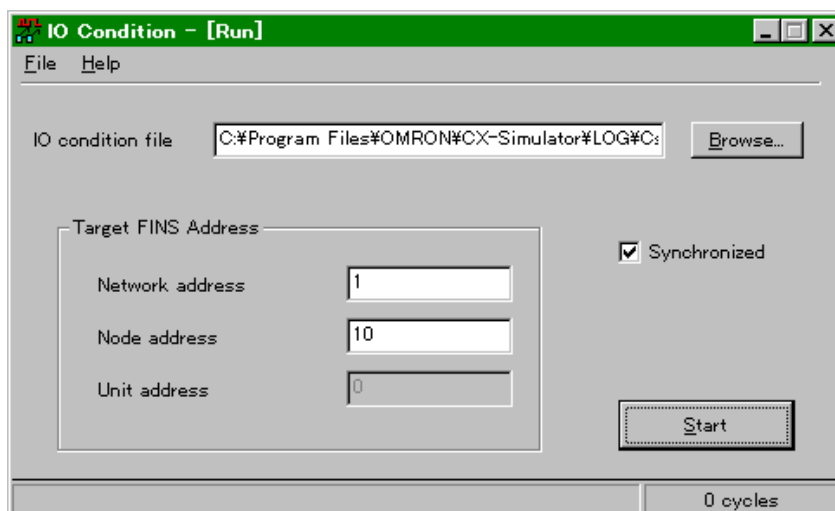 IO Condition - [Run]
File Help
IO condition file C:¥Program Files¥OMRON¥CX-Simulator¥LOG¥Cs Browse...
Target FINS Address
Synchronized
Network address 1
Node address 10
Unit address 0
Start
0 cycles